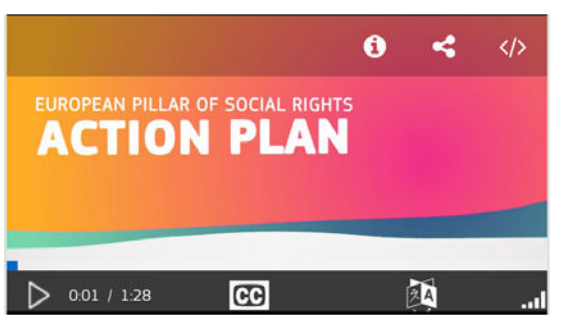 </>
EUROPEAN PILLAR OF SOCIAL RIGHTS
ACTION PLAN
0:01 / 1:28
CC
A